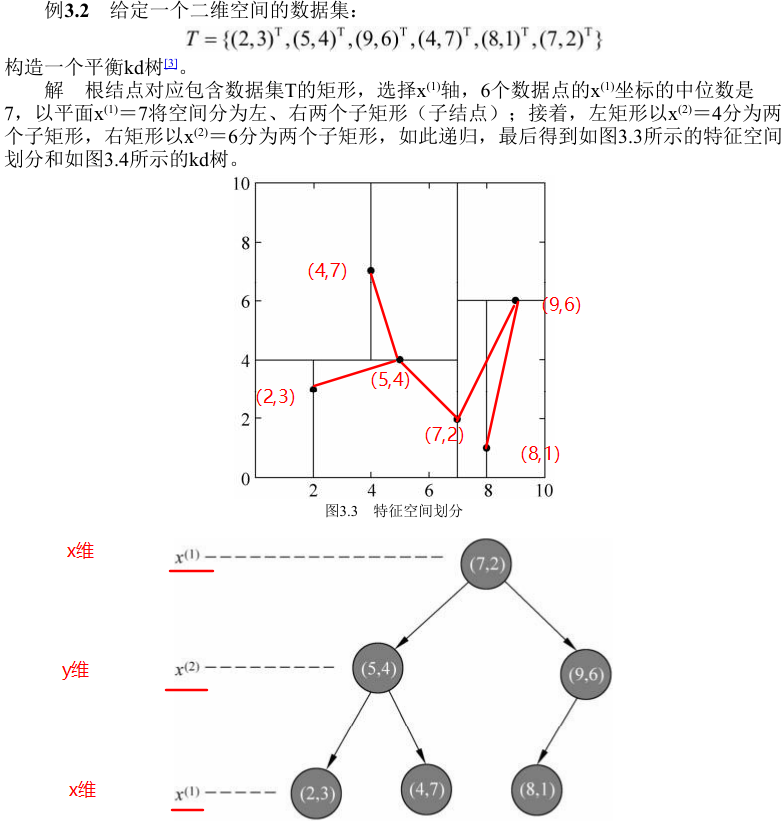 例3.2 给定一个二维空间的数据集：
T = {(2,3)ᵀ,(5,4)ᵀ,(9,6)ᵀ,(4,7)ᵀ,(8,1)ᵀ,(7,2)ᵀ}
构造一个平衡kd树[3]。
解 根结点对应包含数据集T的矩形，选择x⁽¹⁾轴，6个数据点的x⁽¹⁾坐标的中位数是
7，以平面x⁽¹⁾＝7将空间分为左、右两个子矩形（子结点）；接着，左矩形以x⁽²⁾＝4分为两
个子矩形，右矩形以x⁽²⁾＝6分为两个子矩形，如此递归，最后得到如图3.3所示的特征空间
划分和如图3.4所示的kd树。
10
8
(4,7)
6
(9,6)
4
(5,4)
(2,3)
2
(7,2)
(8,1)
0
2 4 6 8 10
图3.3 特征空间划分
x维 x⁽¹⁾ (7,2)
y维 x⁽²⁾ (5,4) (9,6)
x维 x⁽¹⁾ (2,3) (4,7) (8,1)